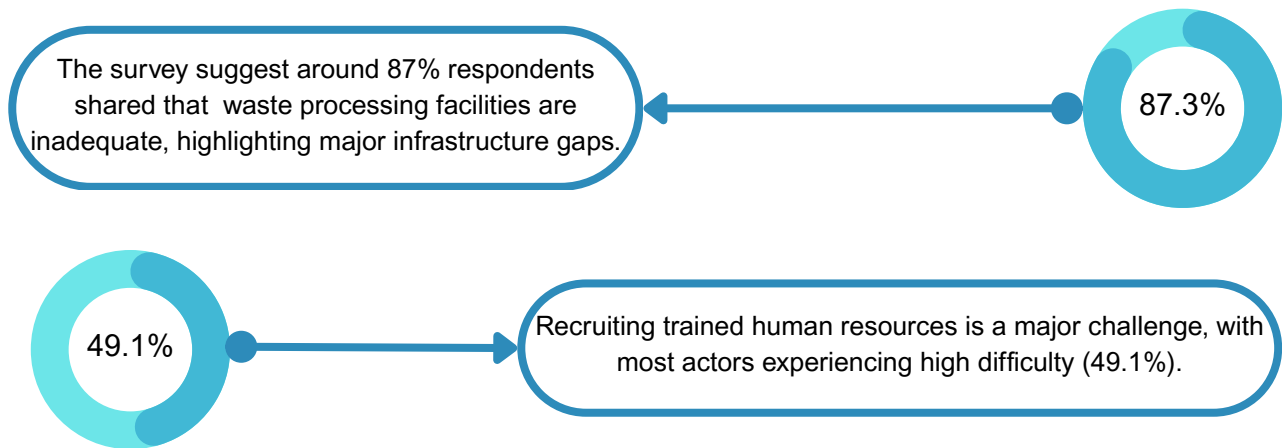 The survey suggest around 87% respondents
shared that  waste processing facilities are
inadequate, highlighting major infrastructure gaps.
87.3%
49.1%
Recruiting trained human resources is a major challenge, with
most actors experiencing high difficulty (49.1%).